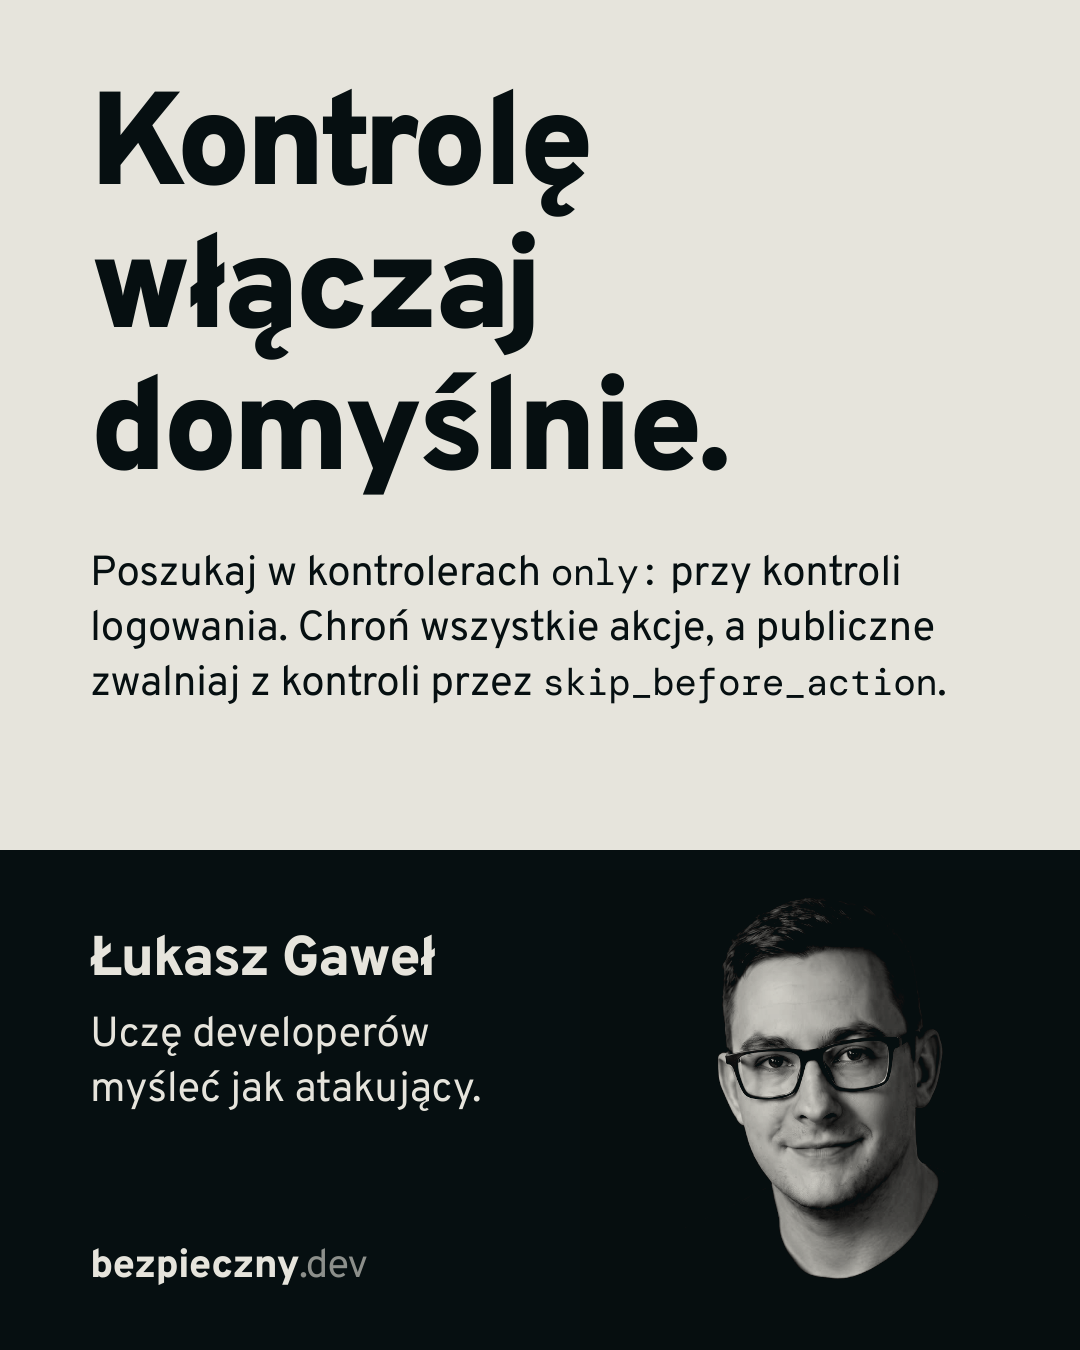 Kontrolę
włączaj
domyślnie.
Poszukaj w kontrolerach only: przy kontroli
logowania. Chroń wszystkie akcje, a publiczne
zwalniaj z kontroli przez skip_before_action.
Łukasz Gaweł
Uczę developerów
myśleć jak atakujący.
bezpieczny.dev